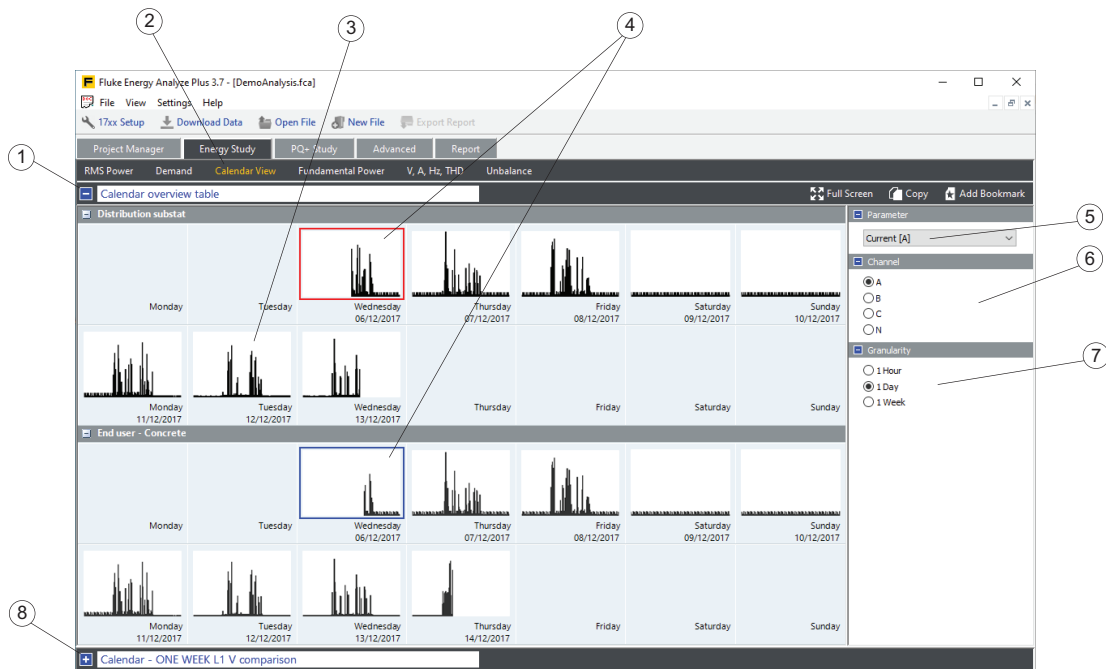 2
3
4
Fluke Energy Analyze Plus 3.7 - [DemoAnalysis.fca]
File View Settings Help
17xx Setup Download Data Open File New File Export Report
Project Manager Energy Study PQ+ Study Advanced Report
1
RMS Power Demand Calendar View Fundamental Power V, A, Hz, THD Unbalance
Calendar overview table Full Screen Copy Add Bookmark
Distribution substat
Parameter
5
Current [A]
Channel
6
A
B
C
N
Monday Tuesday Wednesday Thursday Friday Saturday Sunday
06/12/2017 07/12/2017 08/12/2017 09/12/2017 10/12/2017
Granularity
7
1 Hour
1 Day
1 Week
Monday Tuesday Wednesday Thursday Friday Saturday Sunday
11/12/2017 12/12/2017 13/12/2017
End user - Concrete
Monday Tuesday Wednesday Thursday Friday Saturday Sunday
06/12/2017 07/12/2017 08/12/2017 09/12/2017 10/12/2017
Monday Tuesday Wednesday Thursday Friday Saturday Sunday
11/12/2017 12/12/2017 13/12/2017 14/12/2017
8
Calendar - ONE WEEK L1 V comparison